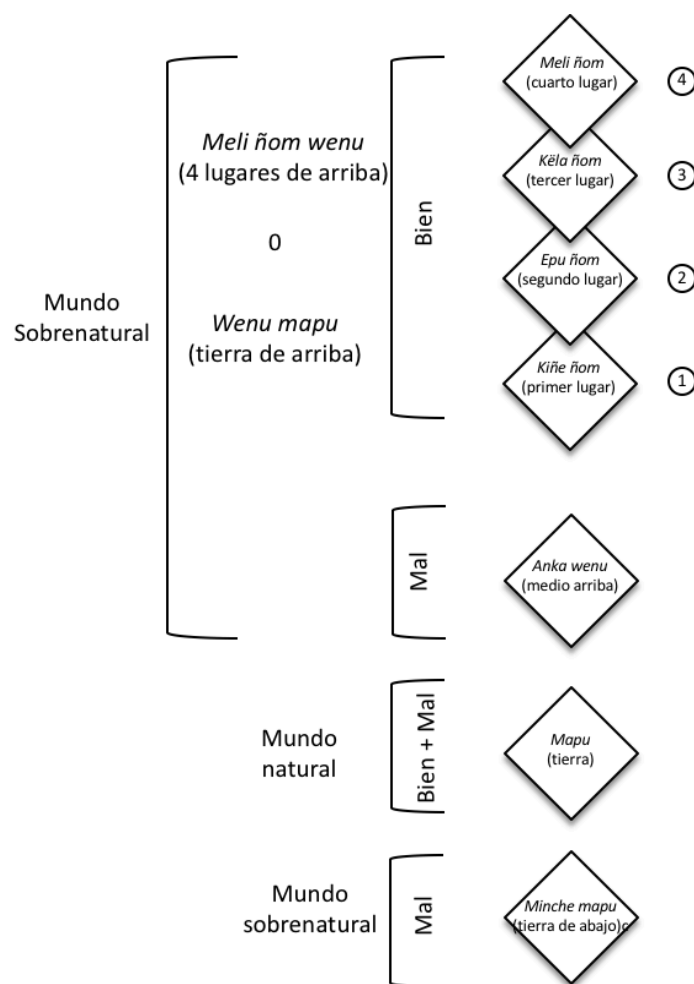 Meli ñom
(cuarto lugar)
4
Meli ñom wenu
(4 lugares de arriba)
Këla ñom
(tercer lugar)
3
0
Bien
Epu ñom
(segundo lugar)
2
Mundo
Sobrenatural
Wenu mapu
(tierra de arriba)
Kiñe ñom
(primer lugar)
1
Mal
Anka wenu
(medio arriba)
Mundo
natural
Bien + Mal
Mapu
(tierra)
Mundo
sobrenatural
Mal
Minche mapu
(tierra de abajo)c